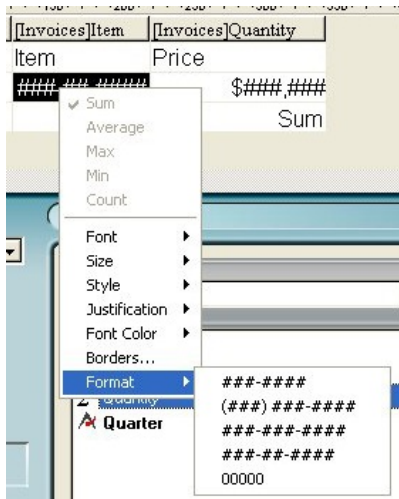 [Invoices]Item [Invoices]Quantity
Item Price
###-##-##### $###,###
Sum
Sum
Average
Max
Min
Count
Font
Size
Style
Justification
Font Color
Borders...
Format
###-####
(###) ###-####
###-###-####
###-##-####
00000
Quantity
Quarter